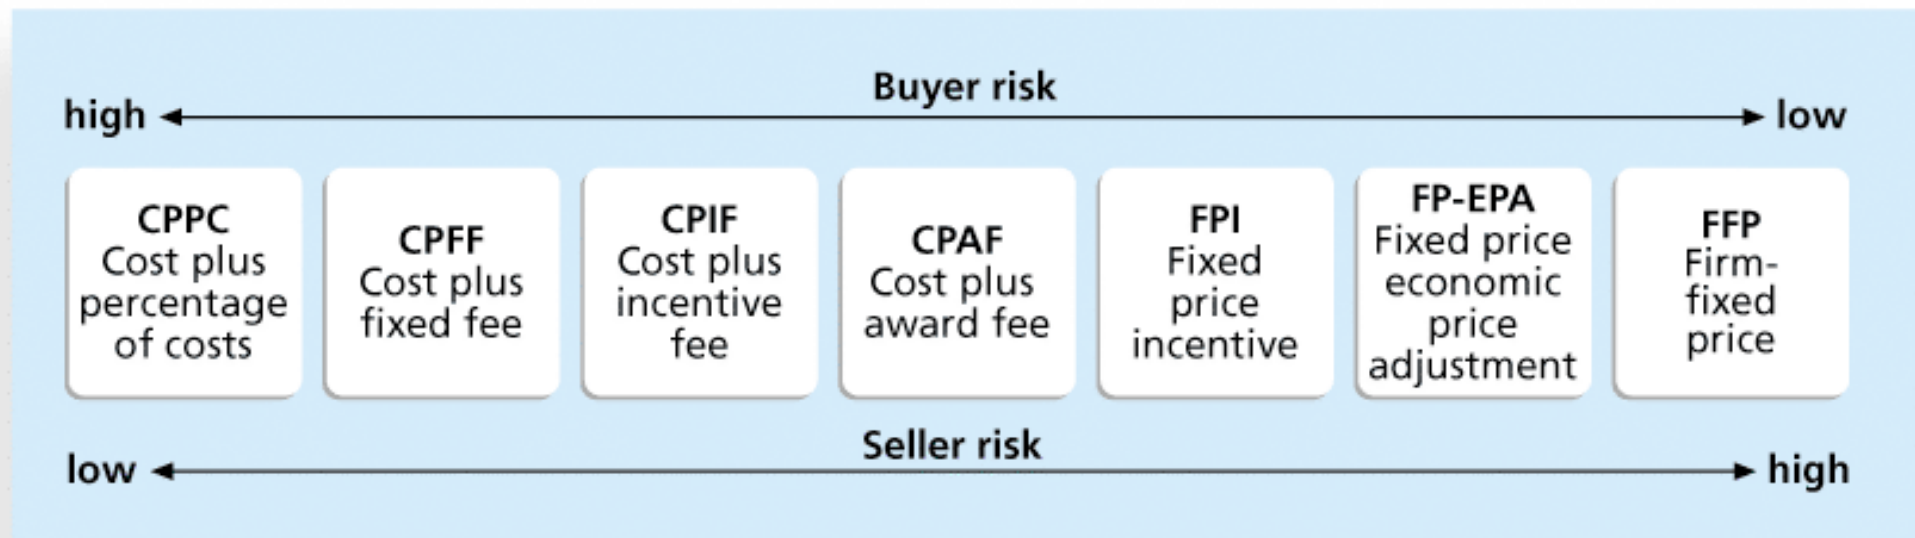 Buyer risk
high
low
CPPC
Cost plus
percentage
of costs
CPFF
Cost plus
fixed fee
CPIF
Cost plus
incentive
fee
CPAF
Cost plus
award fee
FPI
Fixed
price
incentive
FP-EPA
Fixed price
economic
price
adjustment
FFP
Firm-
fixed
price
Seller risk
low
high